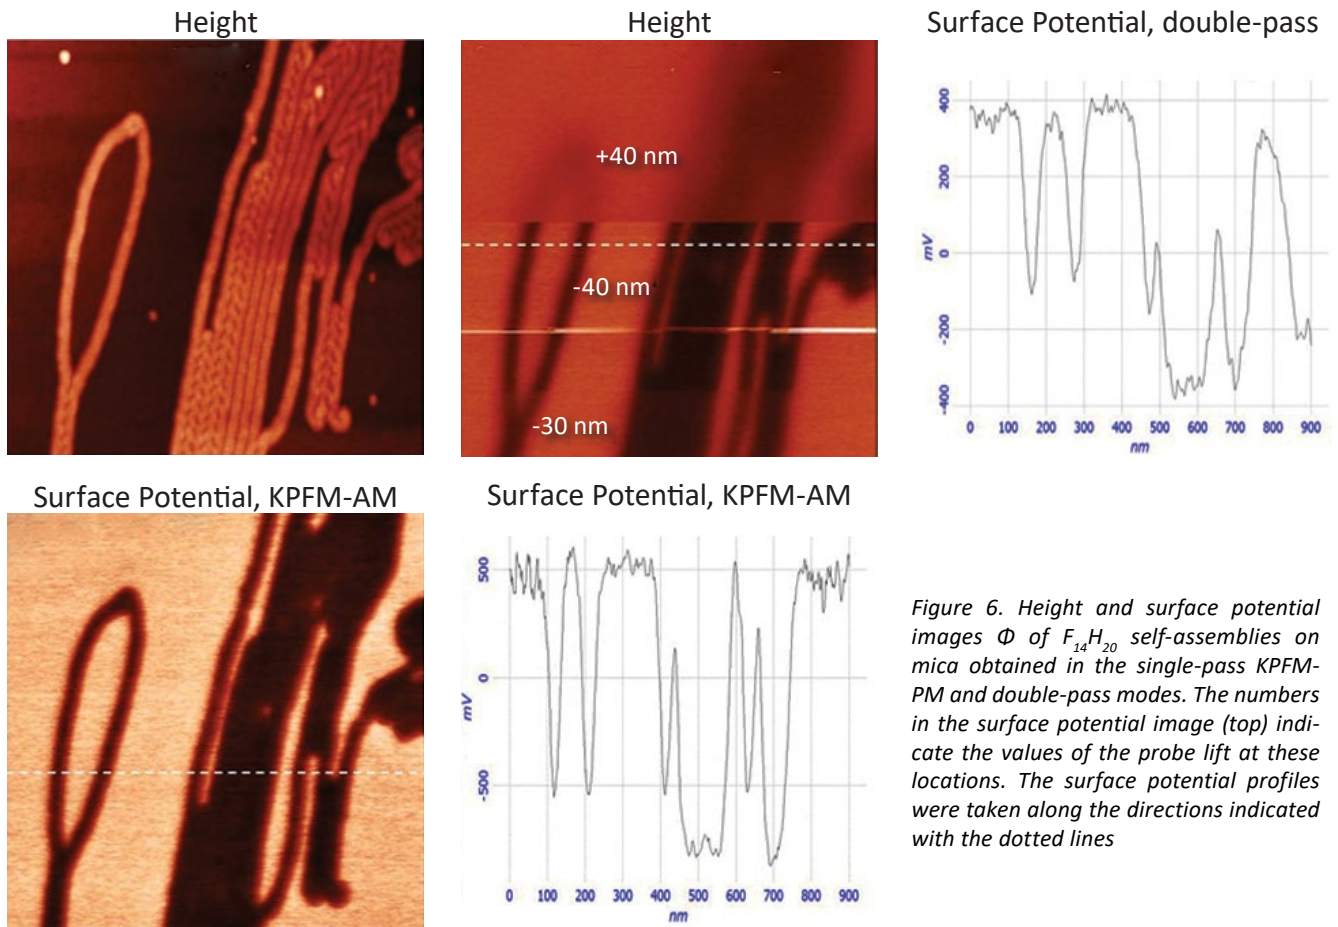 Height
Height
Surface Potential, double-pass
+40 nm
-40 nm
-30 nm
400
200
0
-200
-400
mV
0 100 200 300 400 500 600 700 800 900
nm
Surface Potential, KPFM-AM
Surface Potential, KPFM-AM
500
0
-500
mV
0 100 200 300 400 500 600 700 800 900
nm
Figure 6. Height and surface potential
images Φ of F14H20 self-assemblies on
mica obtained in the single-pass KPFM-
PM and double-pass modes. The numbers
in the surface potential image (top) indi-
cate the values of the probe lift at these
locations. The surface potential profiles
were taken along the directions indicated
with the dotted lines